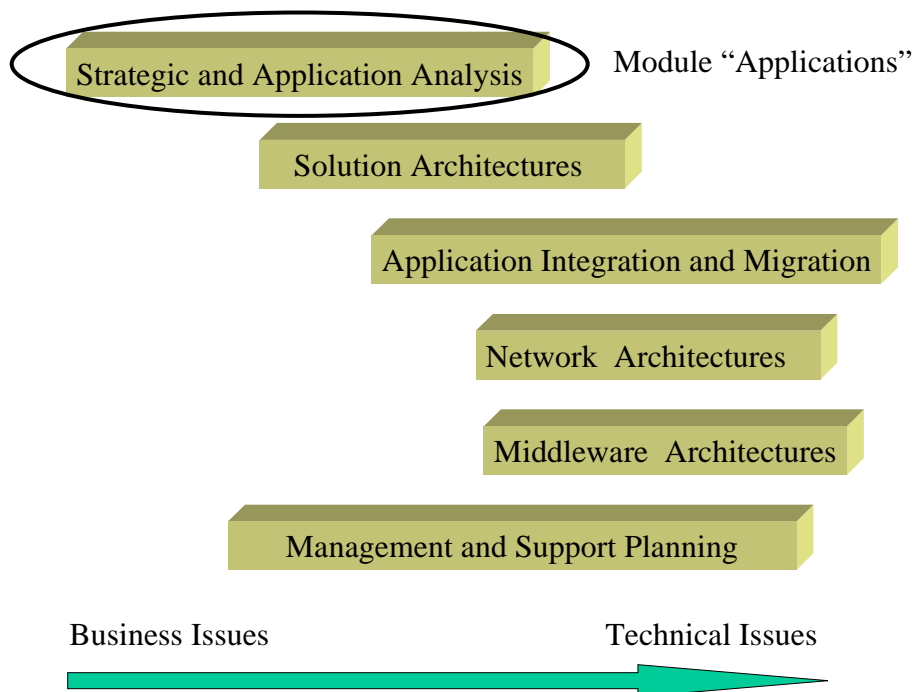 Strategic and Application Analysis
Module “Applications”
Solution Architectures
Application Integration and Migration
Network Architectures
Middleware Architectures
Management and Support Planning
Business Issues
Technical Issues